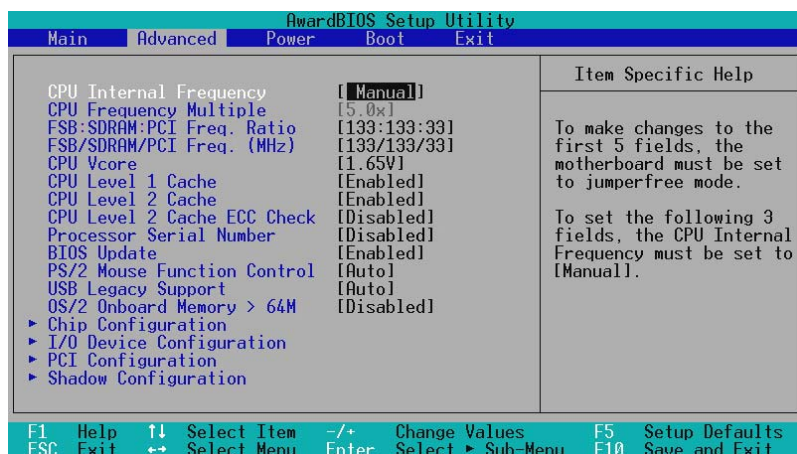 AwardBIOS Setup Utility
Main Advanced Power Boot Exit
Item Specific Help
CPU Internal Frequency [ Manual]
CPU Frequency Multiple [5.0x]
FSB:SDRAM:PCI Freq. Ratio [133:133:33]
FSB/SDRAM/PCI Freq. (MHz) [133/133/33]
CPU Vcore [1.65V]
CPU Level 1 Cache [Enabled]
CPU Level 2 Cache [Enabled]
CPU Level 2 Cache ECC Check [Disabled]
Processor Serial Number [Disabled]
BIOS Update [Enabled]
PS/2 Mouse Function Control [Auto]
USB Legacy Support [Auto]
OS/2 Onboard Memory > 64M [Disabled]
► Chip Configuration
► I/O Device Configuration
► PCI Configuration
► Shadow Configuration
To make changes to the
first 5 fields, the
motherboard must be set
to jumperfree mode.
To set the following 3
fields, the CPU Internal
Frequency must be set to
[Manual].
F1 Help ↑↓ Select Item -/+ Change Values F5 Setup Defaults
ESC Exit ↔ Select Menu Enter Select ► Sub-Menu F10 Save and Exit